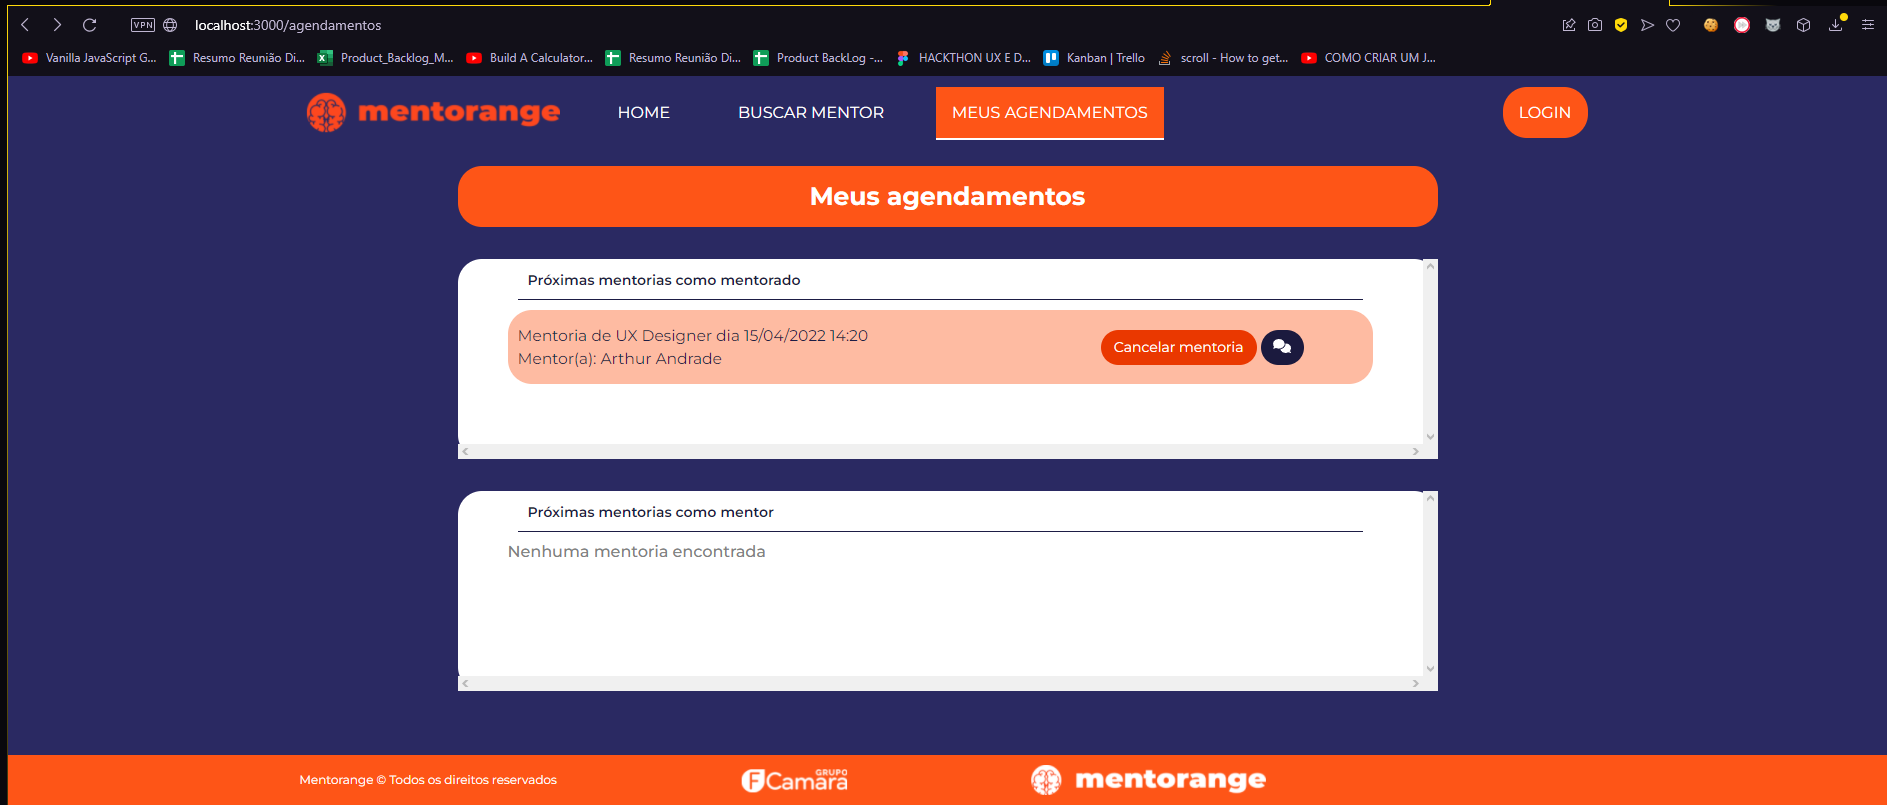 VPN localhost:3000/agendamentos
Vanilla JavaScript G... Resumo Reunião Di... Product_Backlog_M... Build A Calculator... Resumo Reunião Di... Product BackLog -... HACKTHON UX E D... Kanban | Trello scroll - How to get... COMO CRIAR UM J...
mentorange HOME BUSCAR MENTOR MEUS AGENDAMENTOS LOGIN
Meus agendamentos
Próximas mentorias como mentorado
Mentoria de UX Designer dia 15/04/2022 14:20
Mentor(a): Arthur Andrade
Cancelar mentoria
Próximas mentorias como mentor
Nenhuma mentoria encontrada
Mentorange © Todos os direitos reservados
GRUPO
FCamara
mentorange